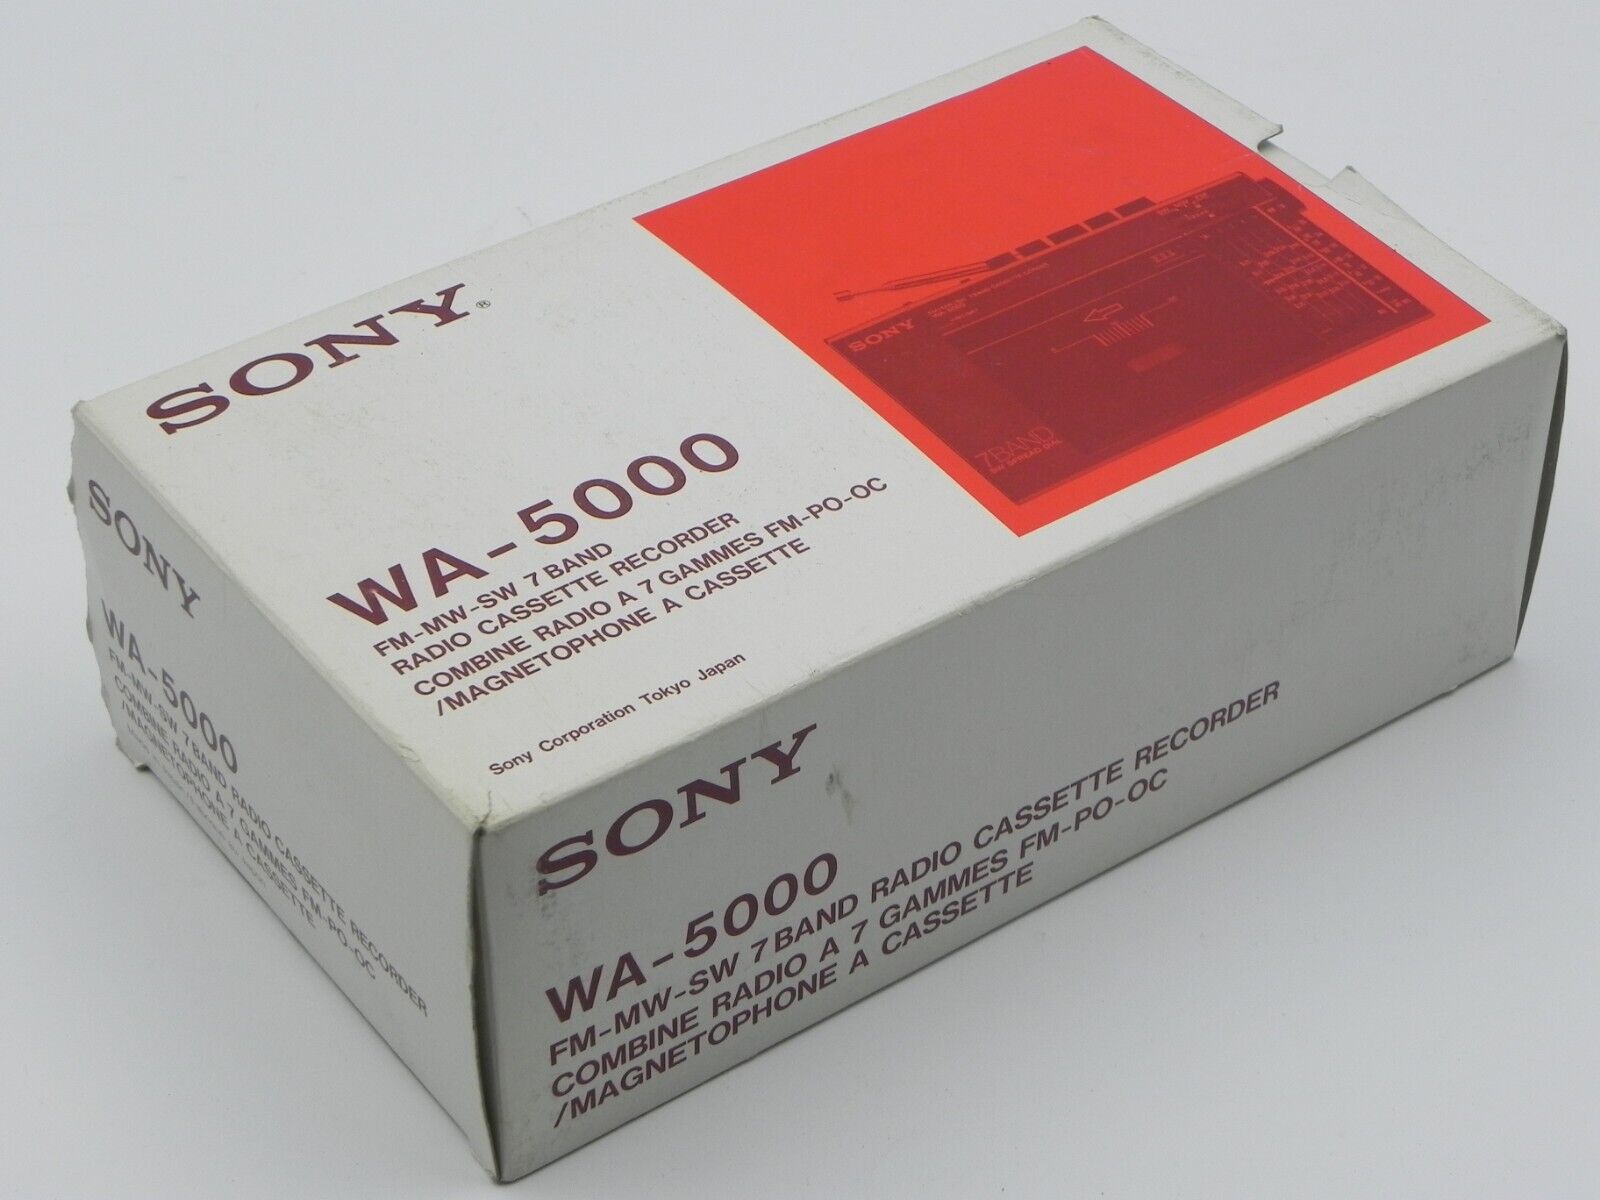 SONY®
WA-5000
FM-MW-SW 7 BAND
RADIO CASSETTE RECORDER
COMBINE RADIO A 7 GAMMES FM-PO-OC
/MAGNETOPHONE A CASSETTE
Sony Corporation Tokyo Japan
SONY
7BAND
SW SPREAD DIAL
SONY
WA-5000
FM-MW-SW 7 BAND RADIO CASSETTE RECORDER
COMBINE RADIO A 7 GAMMES FM-PO-OC
/MAGNETOPHONE A CASSETTE
SONY
WA-5000
FM-MW-SW 7 BAND RADIO CASSETTE RECORDER
COMBINE RADIO A 7 GAMMES FM-PO-OC
/MAGNETOPHONE A CASSETTE